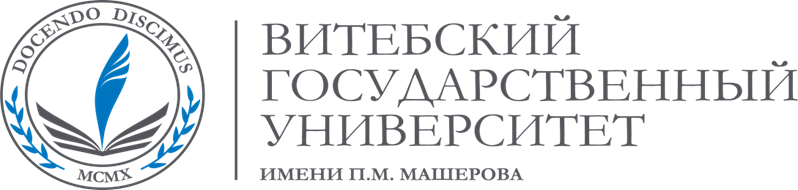 DOCENDO DISCIMUS
MCMX
ВИТЕБСКИЙ
ГОСУДАРСТВЕННЫЙ
УНИВЕРСИТЕТ
ИМЕНИ П.М. МАШЕРОВА